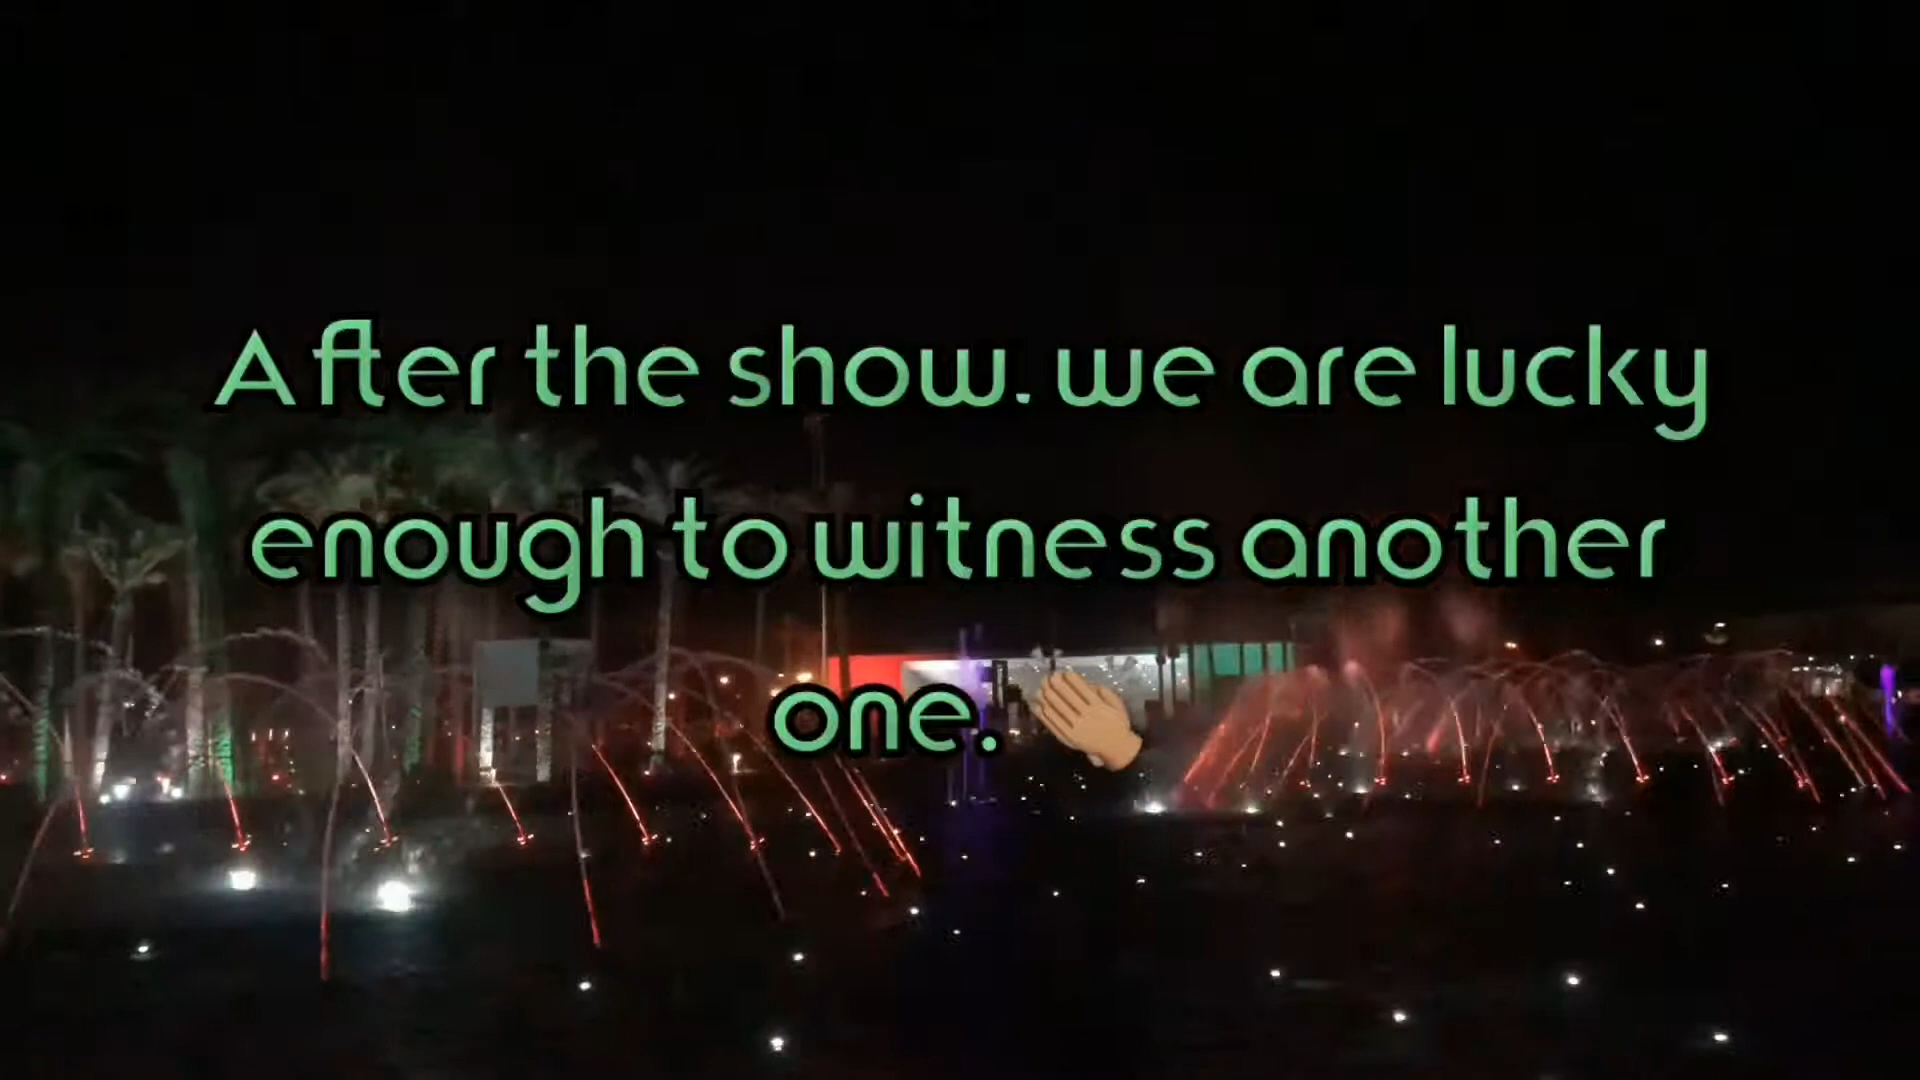 After the show. we are lucky
enough to witness another
one. 👏